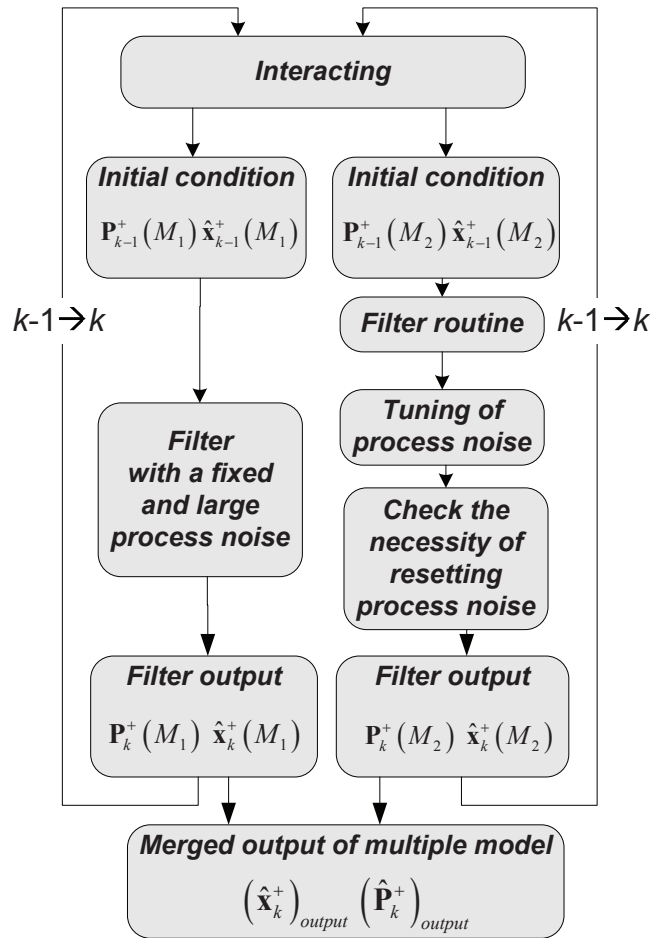 Interacting
Initial condition
𝐏⁺ₖ₋₁(M₁) 𝐱̂⁺ₖ₋₁(M₁)
Initial condition
𝐏⁺ₖ₋₁(M₂) 𝐱̂⁺ₖ₋₁(M₂)
k-1→k
Filter routine
k-1→k
Tuning of
process noise
Filter
with a fixed
and large
process noise
Check the
necessity of
resetting
process noise
Filter output
𝐏⁺ₖ(M₁) 𝐱̂⁺ₖ(M₁)
Filter output
𝐏⁺ₖ(M₂) 𝐱̂⁺ₖ(M₂)
Merged output of multiple model
(𝐱̂⁺ₖ)output (𝐏̂⁺ₖ)output